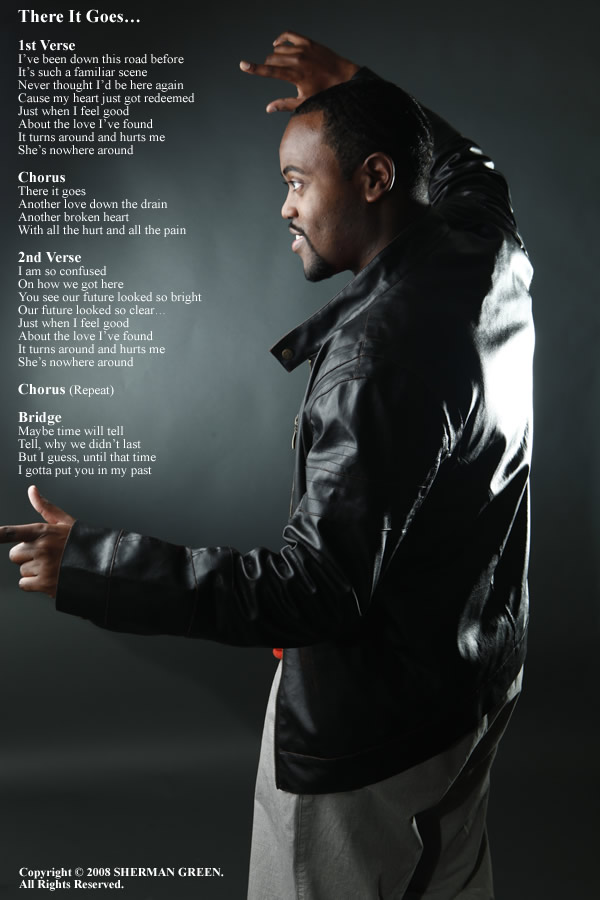 There It Goes…
1st Verse
I’ve been down this road before
It’s such a familiar scene
Never thought I’d be here again
Cause my heart just got redeemed
Just when I feel good
About the love I’ve found
It turns around and hurts me
She’s nowhere around
Chorus
There it goes
Another love down the drain
Another broken heart
With all the hurt and all the pain
2nd Verse
I am so confused
On how we got here
You see our future looked so bright
Our future looked so clear…
Just when I feel good
About the love I’ve found
It turns around and hurts me
She’s nowhere around
Chorus (Repeat)
Bridge
Maybe time will tell
Tell, why we didn’t last
But I guess, until that time
I gotta put you in my past
Copyright © 2008 SHERMAN GREEN.
All Rights Reserved.